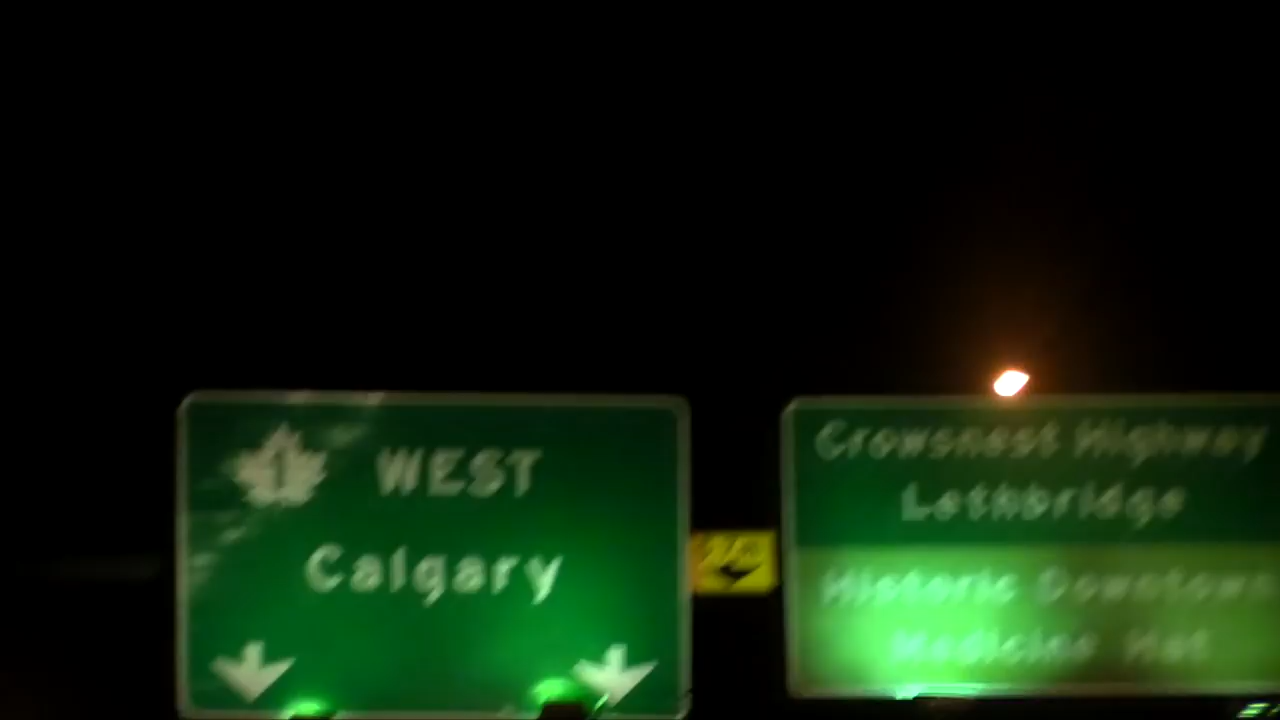 1 WEST
Calgary
Crowsnest Highway
Lethbridge
Historic Downtown
Medicine Hat